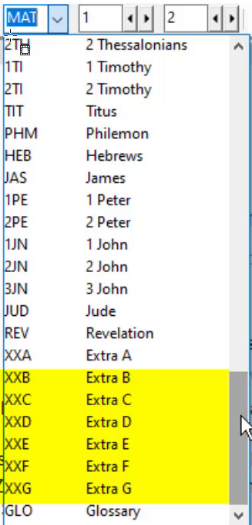 MAT 1 2
2TH 2 Thessalonians
1TI 1 Timothy
2TI 2 Timothy
TIT Titus
PHM Philemon
HEB Hebrews
JAS James
1PE 1 Peter
2PE 2 Peter
1JN 1 John
2JN 2 John
3JN 3 John
JUD Jude
REV Revelation
XXA Extra A
XXB Extra B
XXC Extra C
XXD Extra D
XXE Extra E
XXF Extra F
XXG Extra G
GLO Glossary